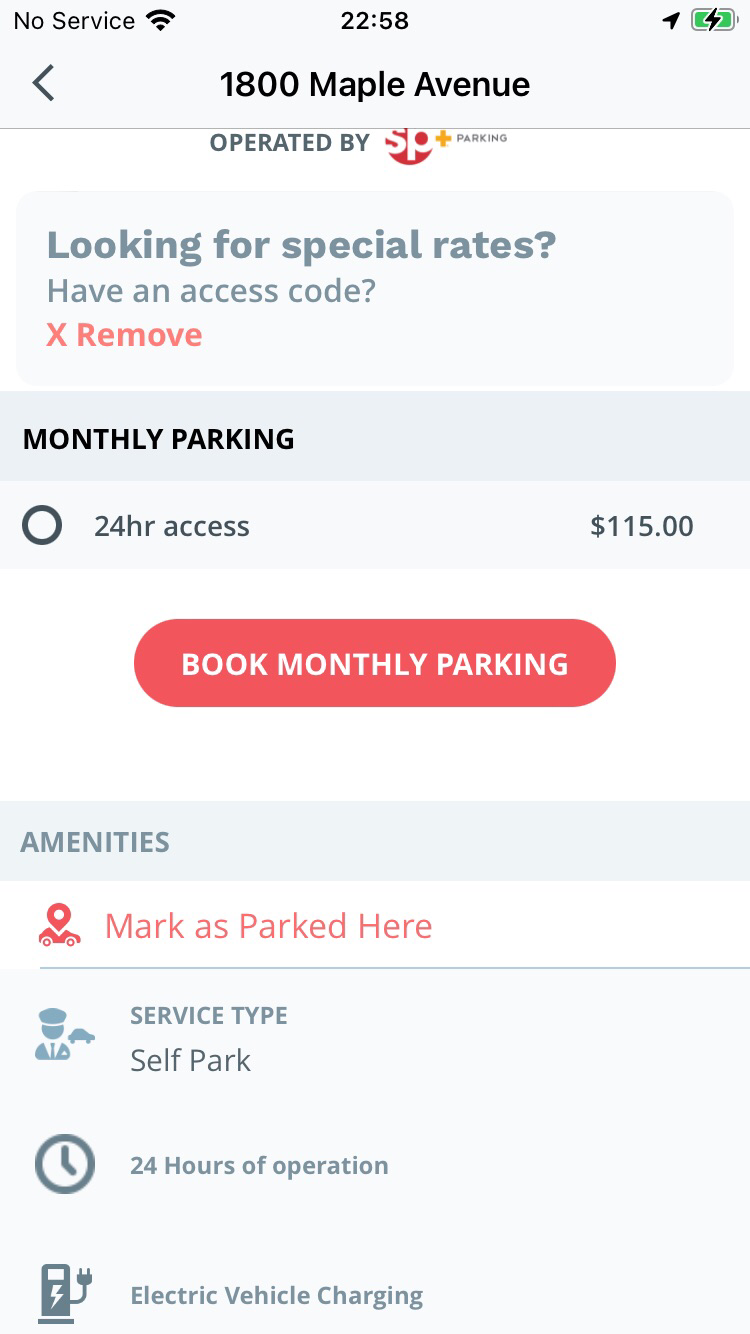 No Service
22:58
1800 Maple Avenue
OPERATED BY sp+ PARKING
Looking for special rates?
Have an access code?
X Remove
MONTHLY PARKING
24hr access $115.00
BOOK MONTHLY PARKING
AMENITIES
Mark as Parked Here
SERVICE TYPE
Self Park
24 Hours of operation
Electric Vehicle Charging